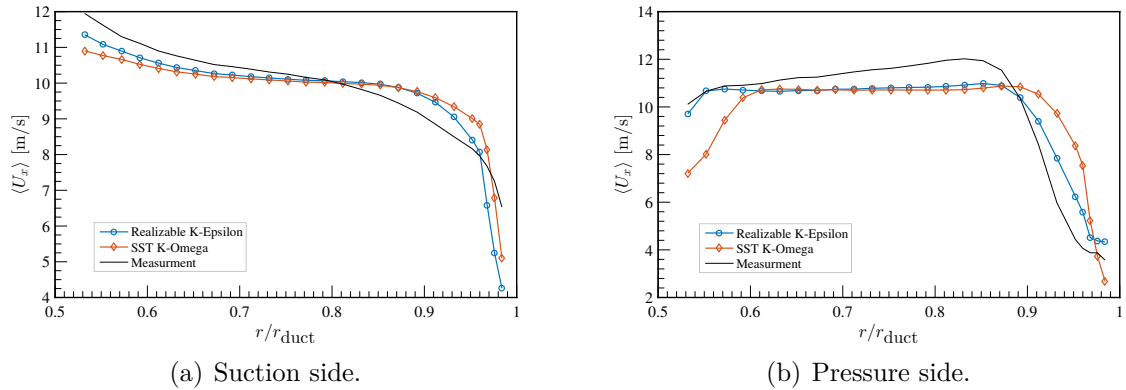 12
11
10
9
8
7
6
5
4
⟨U_x⟩ [m/s]
Realizable K-Epsilon
SST K-Omega
Measurment
0.5 0.6 0.7 0.8 0.9 1
r/r_duct
(a) Suction side.
14
12
10
8
6
4
2
⟨U_x⟩ [m/s]
Realizable K-Epsilon
SST K-Omega
Measurment
0.5 0.6 0.7 0.8 0.9 1
r/r_duct
(b) Pressure side.